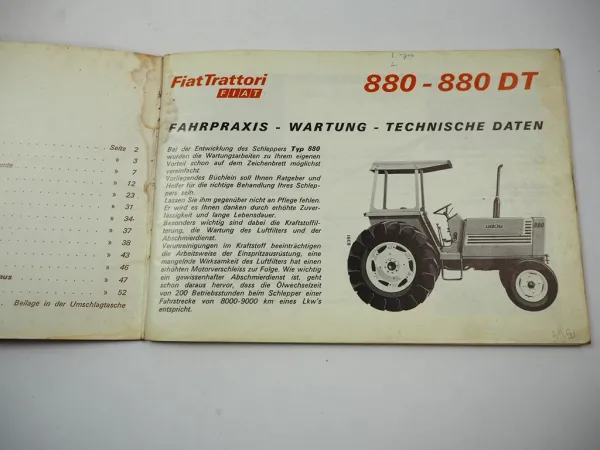 Seite 2
» 3
» 7
» 12
» 23
» 31
» 34
» 37
» 38
» 43
» 46
» 47
» 52
Beilage in der Umschlagtasche
FiatTrattori
FIAT
880 - 880 DT
FAHRPRAXIS - WARTUNG - TECHNISCHE DATEN
Bei der Entwicklung des Schleppers Typ 880
wurden die Wartungsarbeiten zu Ihrem eigenen
Vorteil schon auf dem Zeichenbrett möglichst
vereinfacht.
Vorliegendes Büchlein soll Ihnen Ratgeber und
Helfer für die richtige Behandlung Ihres Schlep-
pers sein.
Lassen Sie ihm gegenüber nicht an Pflege fehlen.
Er wird es Ihnen danken durch erhöhte Zuver-
lässigkeit und lange Lebensdauer.
Besonders wichtig sind dabei die Kraftstoffil-
terung, die Wartung des Luftfilters und der
Abschmierdienst.
Verunreinigungen im Kraftstoff beeinträchtigen
die Arbeitsweise der Einspritzausrüstung, eine
mangelnde Wirksamkeit des Luftfilters hat einen
erhöhten Motorverschleiss zur Folge. Wie wichtig
ein gewissenhafter Abschmierdienst ist, geht
schon daraus hervor, dass die Ölwechselzeit
von 200 Betriebsstunden beim Schlepper einer
Fahrstrecke von 8000-9000 km eines Lkw's
entspricht.
880